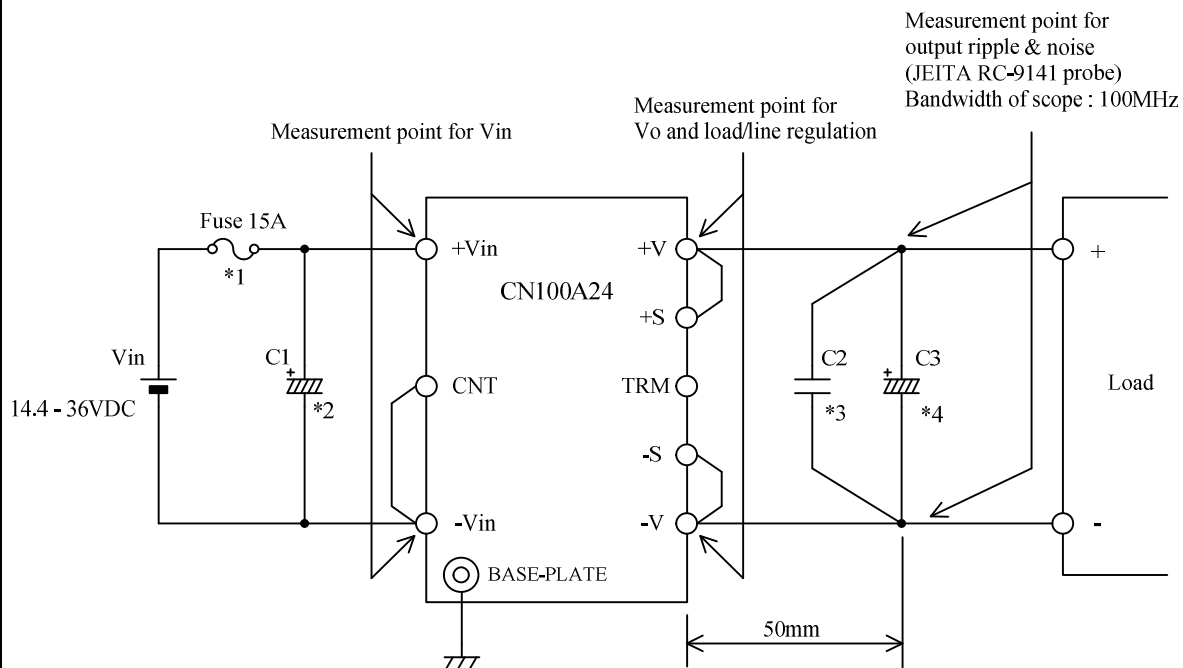 Measurement point for
output ripple & noise
(JEITA RC-9141 probe)
Bandwidth of scope : 100MHz
Measurement point for
Vo and load/line regulation
Measurement point for Vin
Fuse 15A
*1
+Vin
+V
CN100A24
+S
Vin
14.4 - 36VDC
C1
+
*2
CNT
TRM
C2
*3
C3
+
*4
Load
+
-S
-Vin
-V
-
BASE-PLATE
50mm